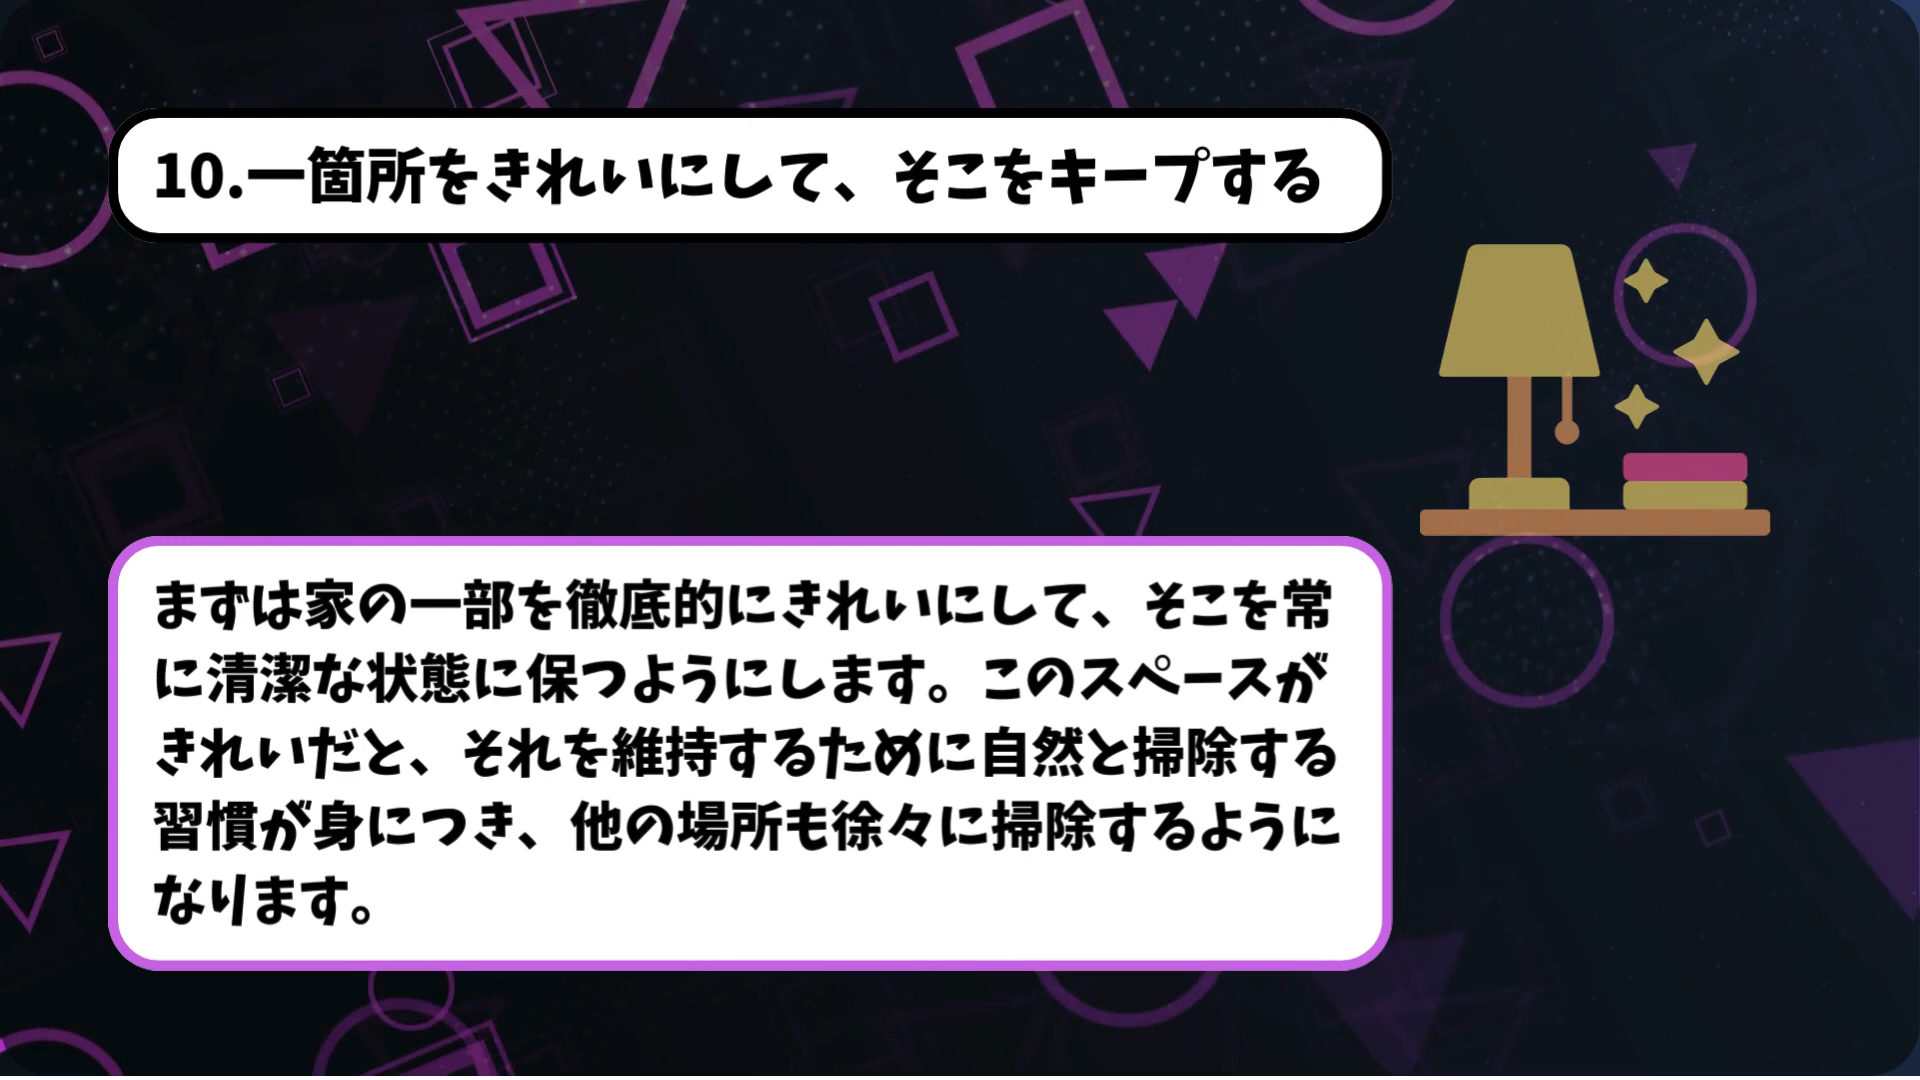 10.一箇所をきれいにして、そこをキープする
まずは家の一部を徹底的にきれいにして、そこを常
に清潔な状態に保つようにします。このスペースが
きれいだと、それを維持するために自然と掃除する
習慣が身につき、他の場所も徐々に掃除するように
なります。